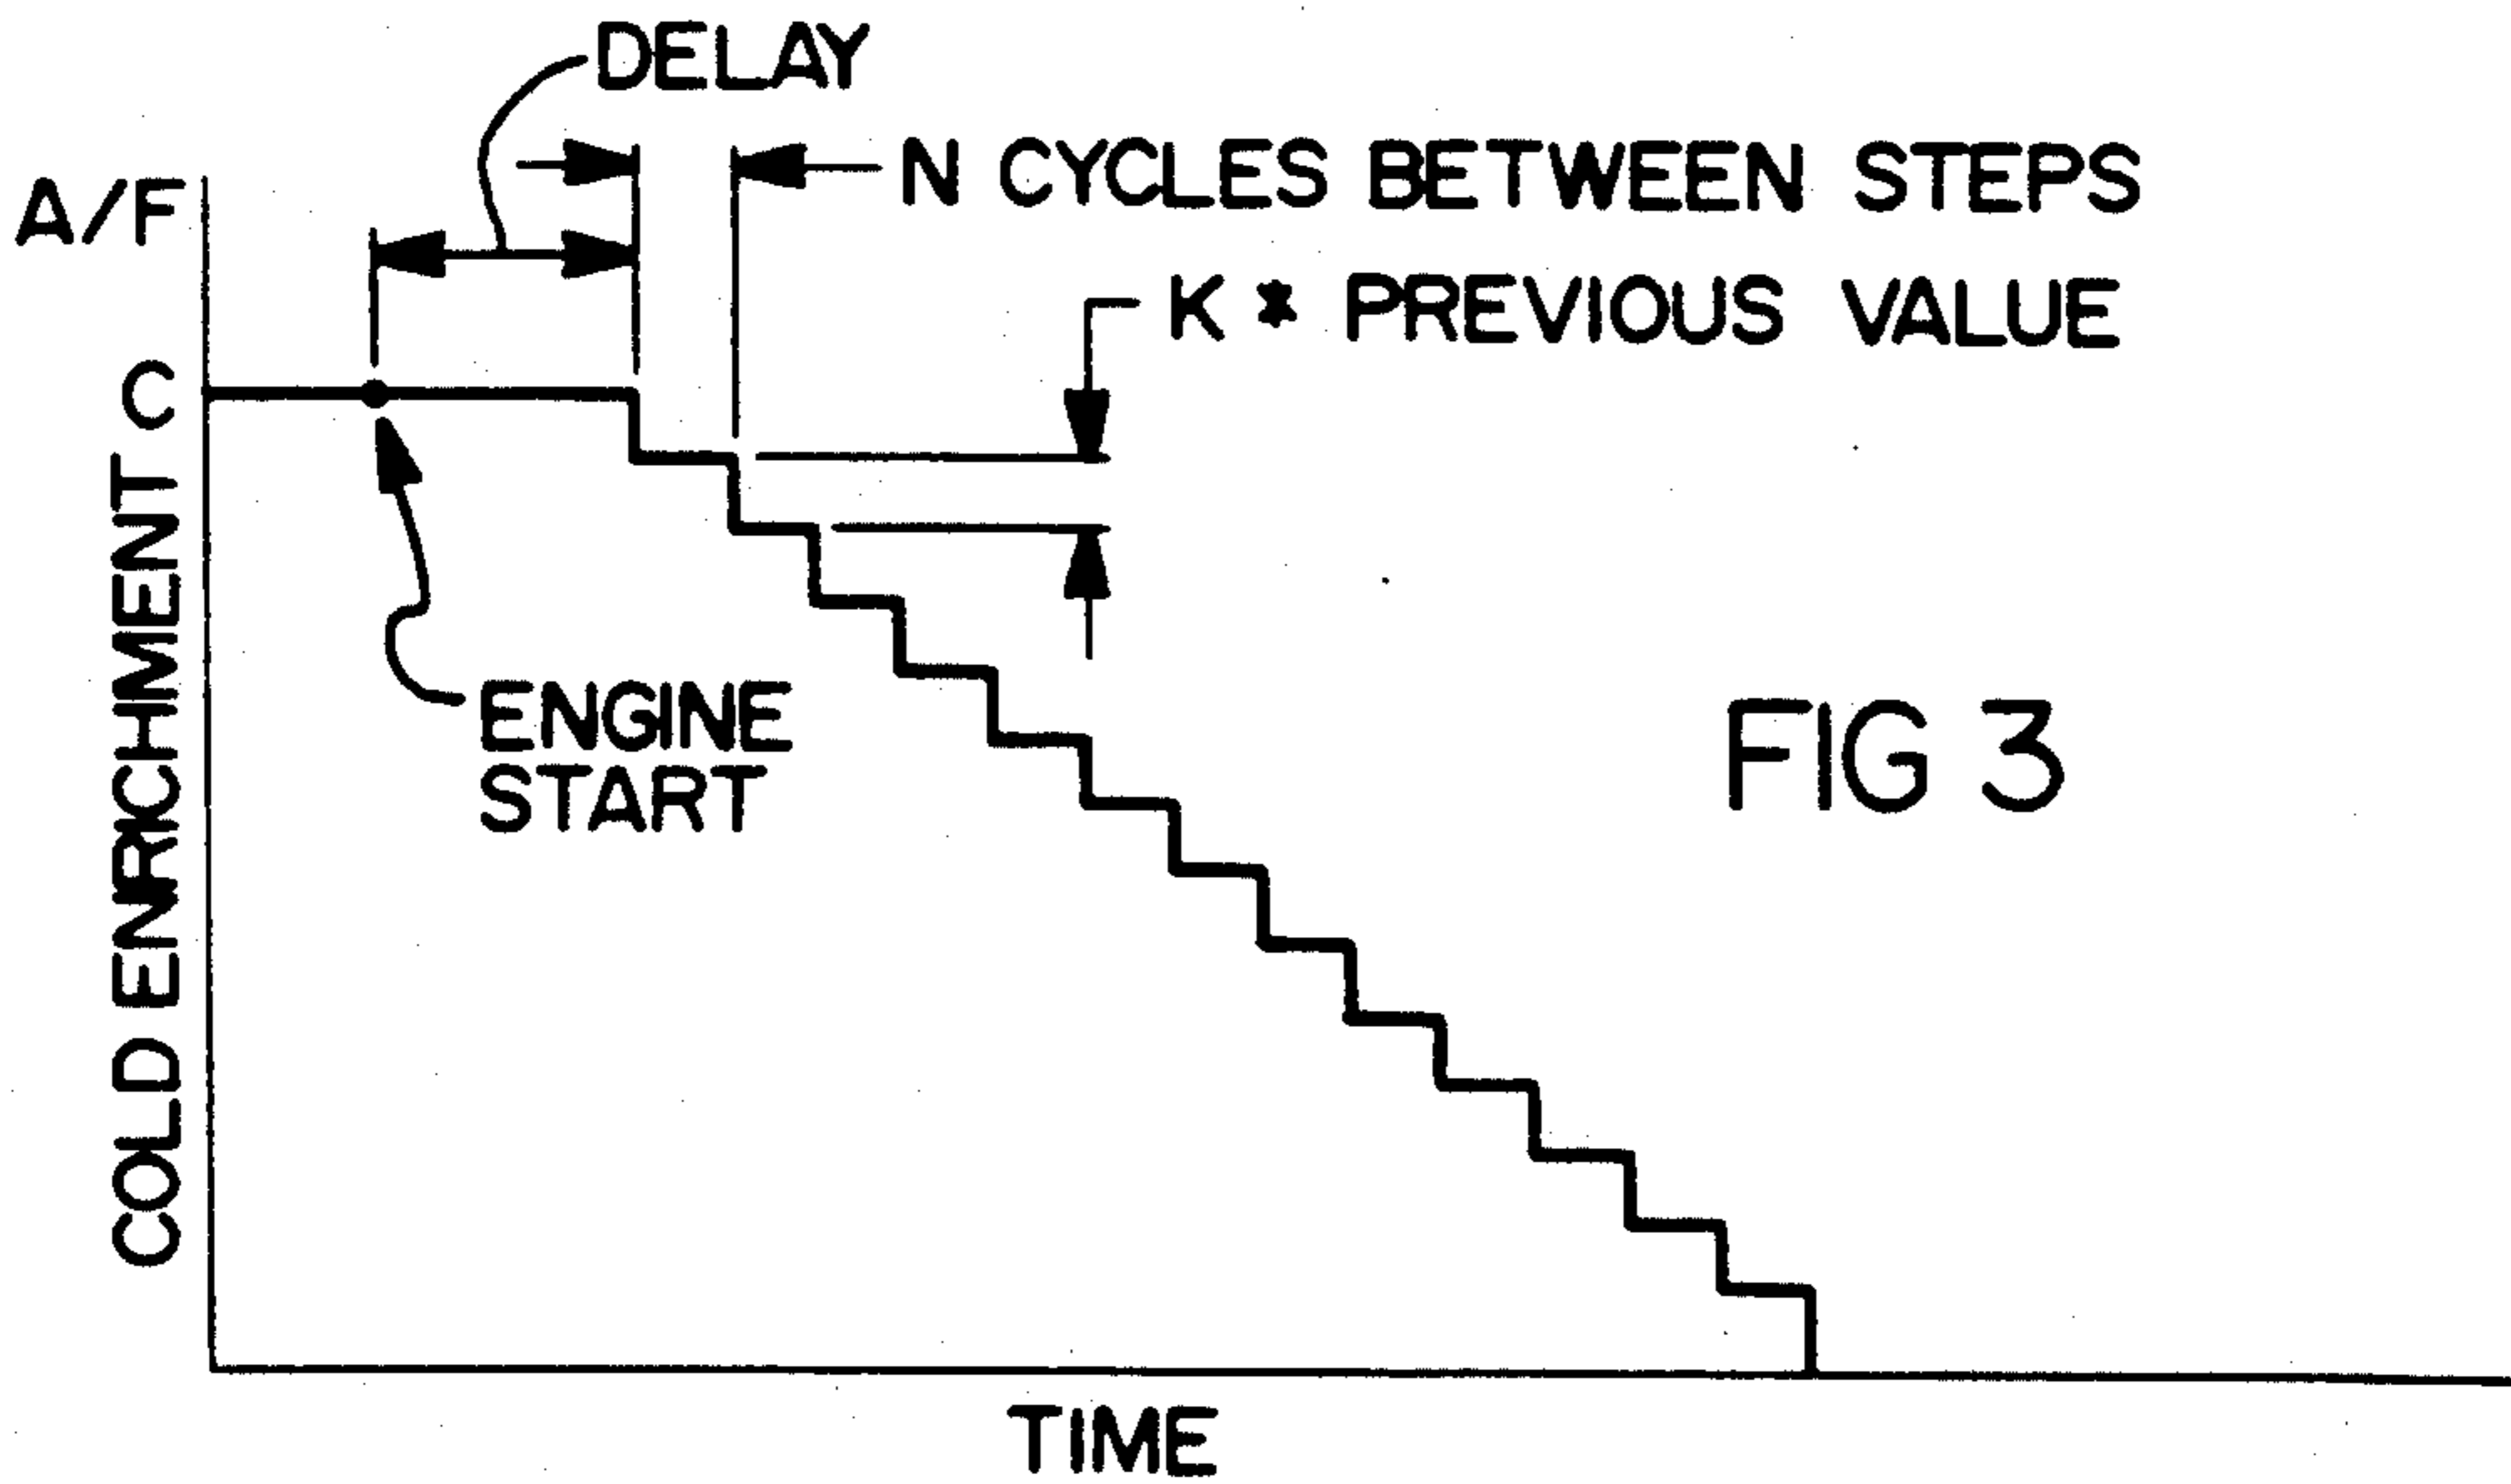 DELAY
N CYCLES BETWEEN STEPS
A/F
K * PREVIOUS VALUE
COLD ENRICHMENT C
ENGINE
START
FIG 3
TIME